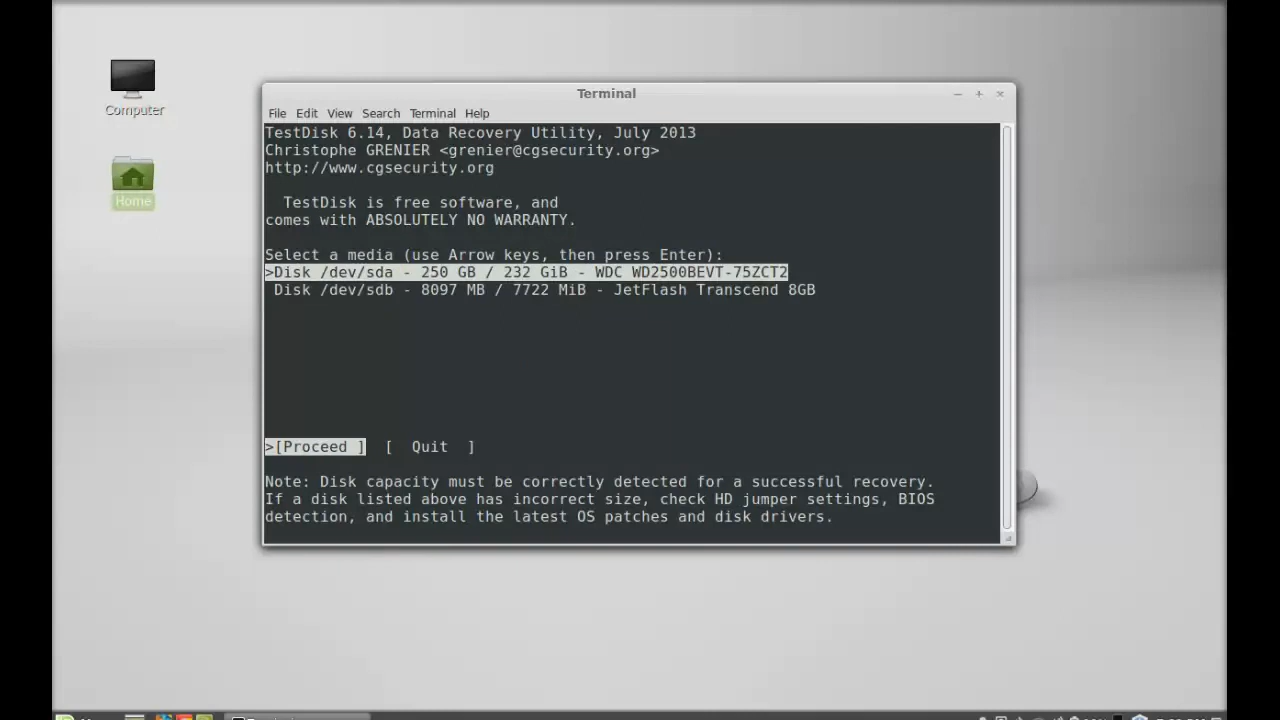 Computer
Home
Terminal
File Edit View Search Terminal Help
TestDisk 6.14, Data Recovery Utility, July 2013
Christophe GRENIER <grenier@cgsecurity.org>
http://www.cgsecurity.org
TestDisk is free software, and
comes with ABSOLUTELY NO WARRANTY.
Select a media (use Arrow keys, then press Enter):
>Disk /dev/sda - 250 GB / 232 GiB - WDC WD2500BEVT-75ZCT2
Disk /dev/sdb - 8097 MB / 7722 MiB - JetFlash Transcend 8GB
>[Proceed ] [ Quit ]
Note: Disk capacity must be correctly detected for a successful recovery.
If a disk listed above has incorrect size, check HD jumper settings, BIOS
detection, and install the latest OS patches and disk drivers.